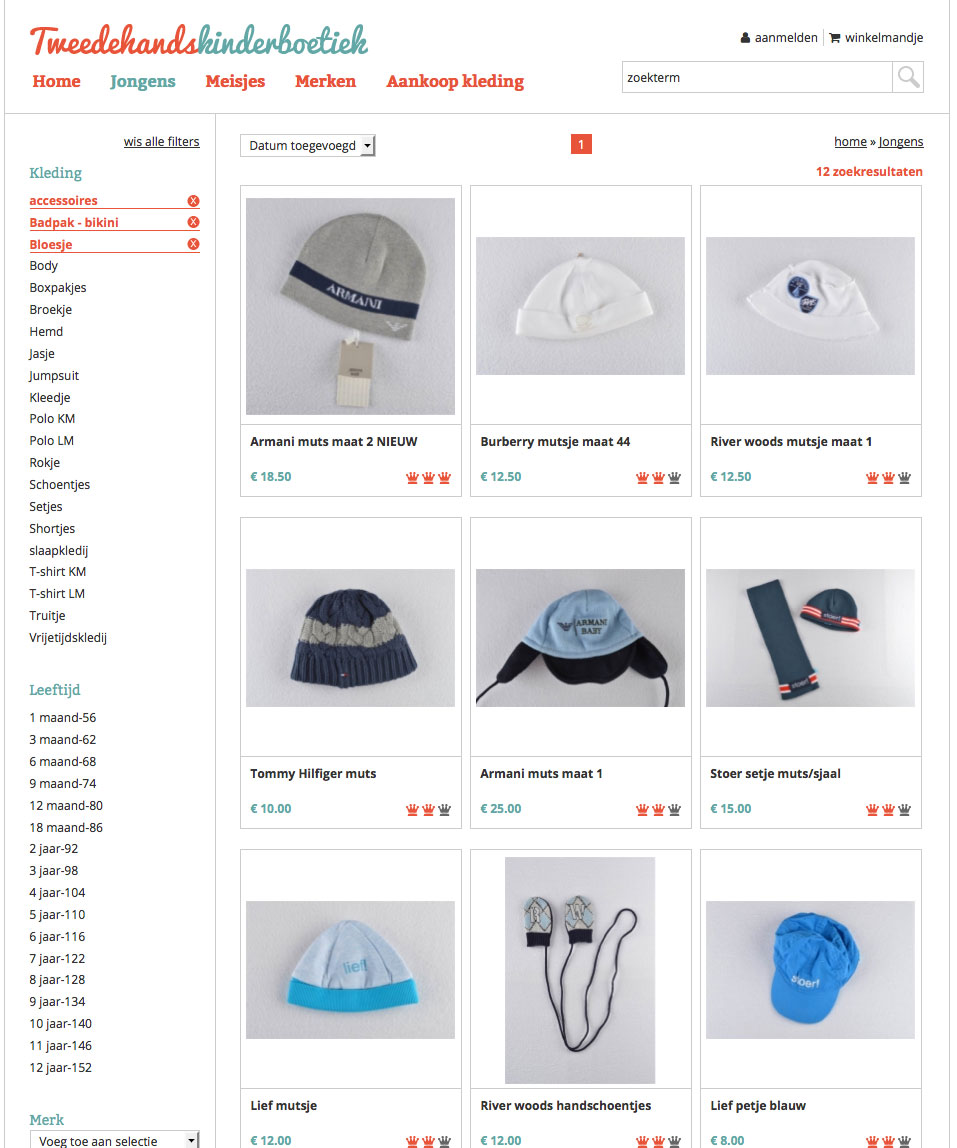 Tweedehandskinderboetiek
aanmelden
winkelmandje
Home
Jongens
Meisjes
Merken
Aankoop kleding
zoekterm
wis alle filters
Kleding
accessoires
Badpak - bikini
Bloesje
Body
Boxpakjes
Broekje
Hemd
Jasje
Jumpsuit
Kleedje
Polo KM
Polo LM
Rokje
Schoentjes
Setjes
Shortjes
slaapkledij
T-shirt KM
T-shirt LM
Truitje
Vrijetijdskledij
Leeftijd
1 maand-56
3 maand-62
6 maand-68
9 maand-74
12 maand-80
18 maand-86
2 jaar-92
3 jaar-98
4 jaar-104
5 jaar-110
6 jaar-116
7 jaar-122
8 jaar-128
9 jaar-134
10 jaar-140
11 jaar-146
12 jaar-152
Merk
Voeg toe aan selectie
Datum toegevoegd
1
home » Jongens
12 zoekresultaten
ARMANI
Armani muts maat 2 NIEUW
€ 18.50
Burberry mutsje maat 44
€ 12.50
River woods mutsje maat 1
€ 12.50
Tommy Hilfiger muts
€ 10.00
ARMANI
BABY
Armani muts maat 1
€ 25.00
stoer!
stoer!
Stoer setje muts/sjaal
€ 15.00
lief!
Lief mutsje
€ 12.00
R W
River woods handschoentjes
€ 12.00
stoer!
Lief petje blauw
€ 8.00